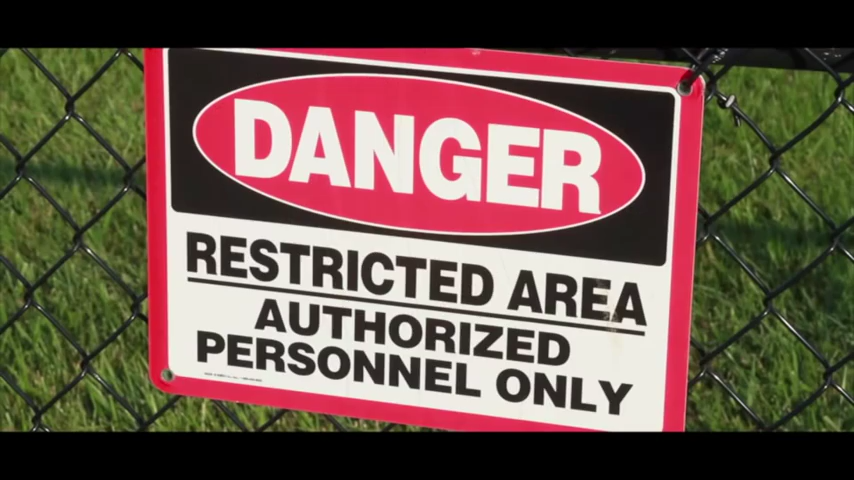 DANGER
RESTRICTED AREA
AUTHORIZED
PERSONNEL ONLY